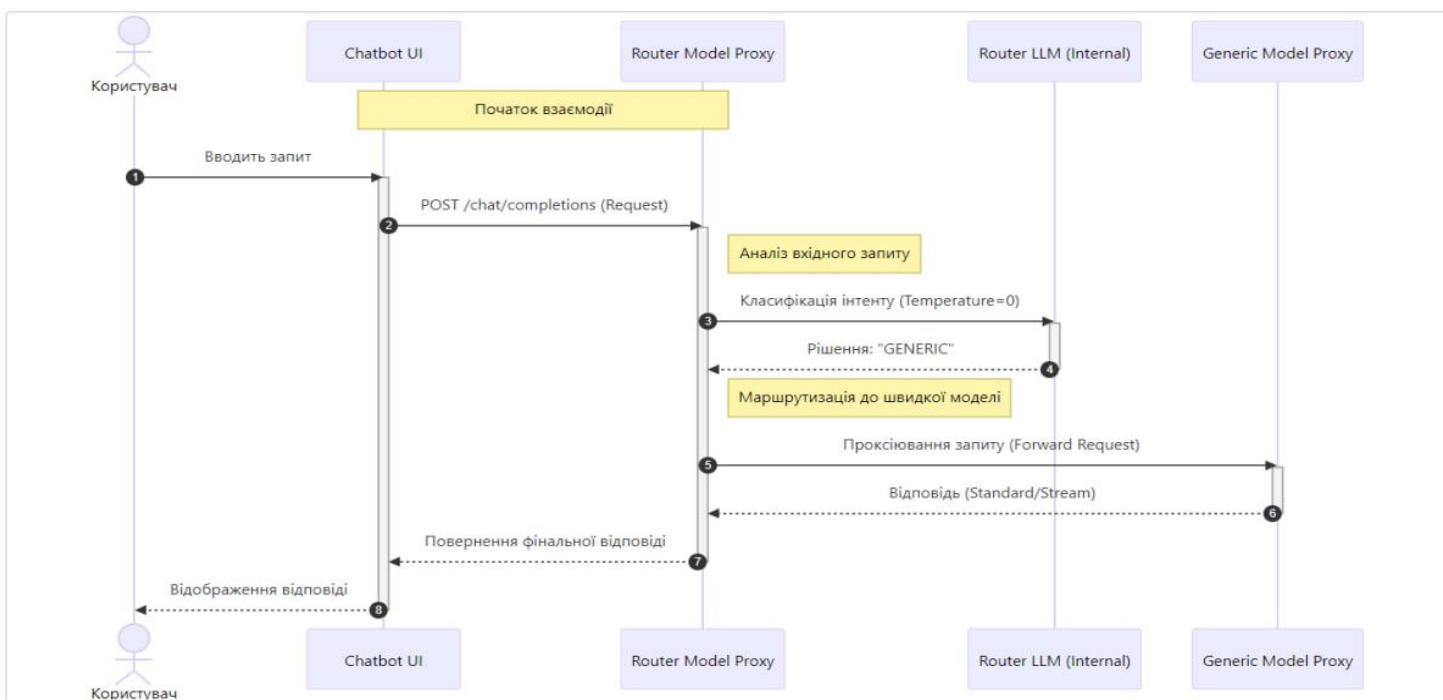 Користувач
Chatbot UI
Router Model Proxy
Router LLM (Internal)
Generic Model Proxy
Початок взаємодії
Вводить запит
1
POST /chat/completions (Request)
2
Аналіз вхідного запиту
Класифікація інтенту (Temperature=0)
3
Рішення: "GENERIC"
4
Маршрутизація до швидкої моделі
Проксіювання запиту (Forward Request)
5
Відповідь (Standard/Stream)
6
Повернення фінальної відповіді
7
Відображення відповіді
8
Користувач
Chatbot UI
Router Model Proxy
Router LLM (Internal)
Generic Model Proxy